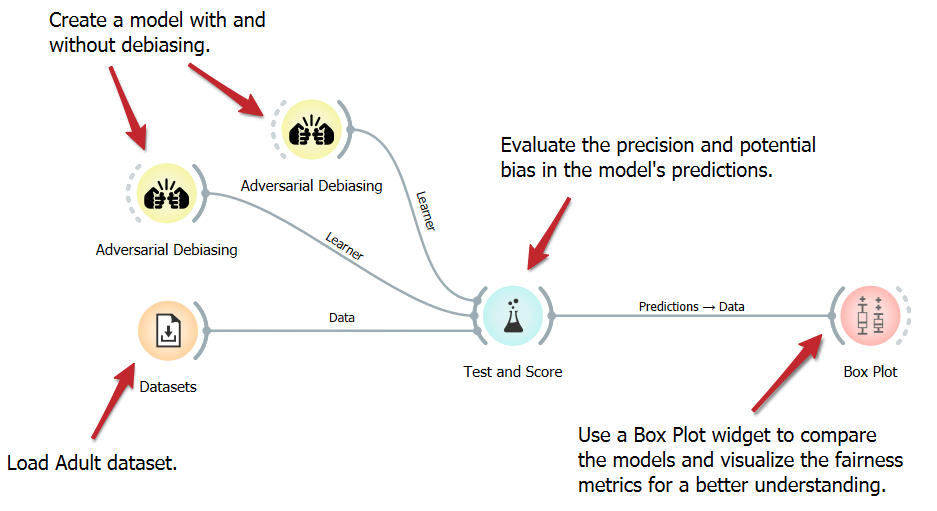 Create a model with and
without debiasing.
Adversarial Debiasing
Adversarial Debiasing
Learner
Learner
Evaluate the precision and potential
bias in the model's predictions.
Data
Predictions → Data
Datasets
Test and Score
Box Plot
Load Adult dataset.
Use a Box Plot widget to compare
the models and visualize the fairness
metrics for a better understanding.